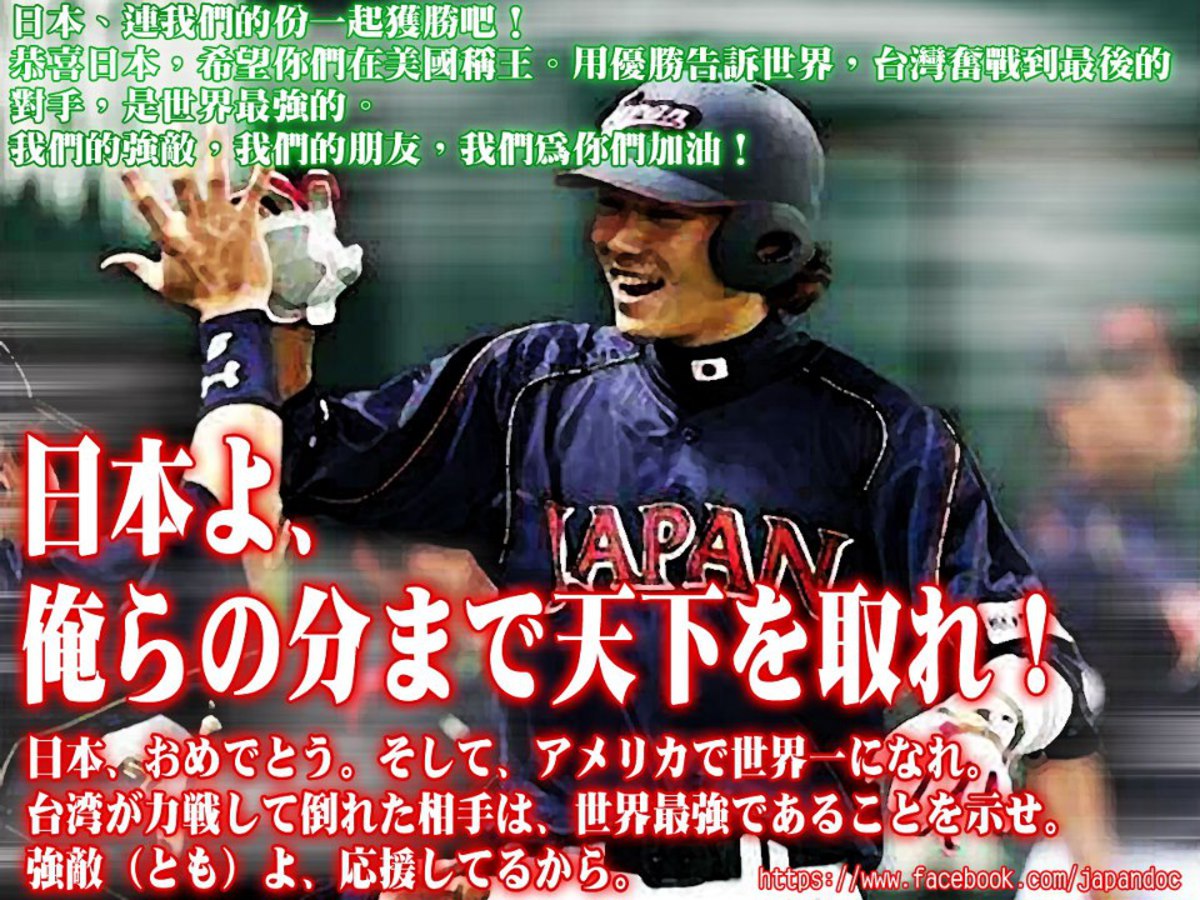 日本、連我們的份一起獲勝吧！
恭喜日本，希望你們在美國稱王。用優勝告訴世界，台灣奮戰到最後的
對手，是世界最強的。
我們的強敵，我們的朋友，我們爲你們加油！
JAPAN
日本よ、
俺らの分まで天下を取れ！
日本、おめでとう。そして、アメリカで世界一になれ。
台湾が力戦して倒れた相手は、世界最強であることを示せ。
強敵（とも）よ、応援してるから。
https://www.facebook.com/japandoc